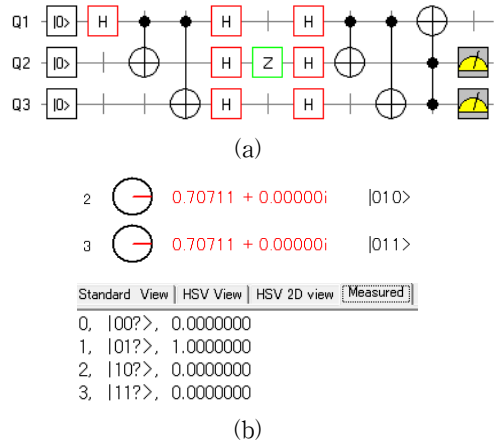 Q1 |0> H H H
Q2 |0> H Z H
Q3 |0> H H
(a)
2 0.70711 + 0.00000i |010>
3 0.70711 + 0.00000i |011>
Standard View | HSV View | HSV 2D view | Measured
0, |00?>, 0.0000000
1, |01?>, 1.0000000
2, |10?>, 0.0000000
3, |11?>, 0.0000000
(b)